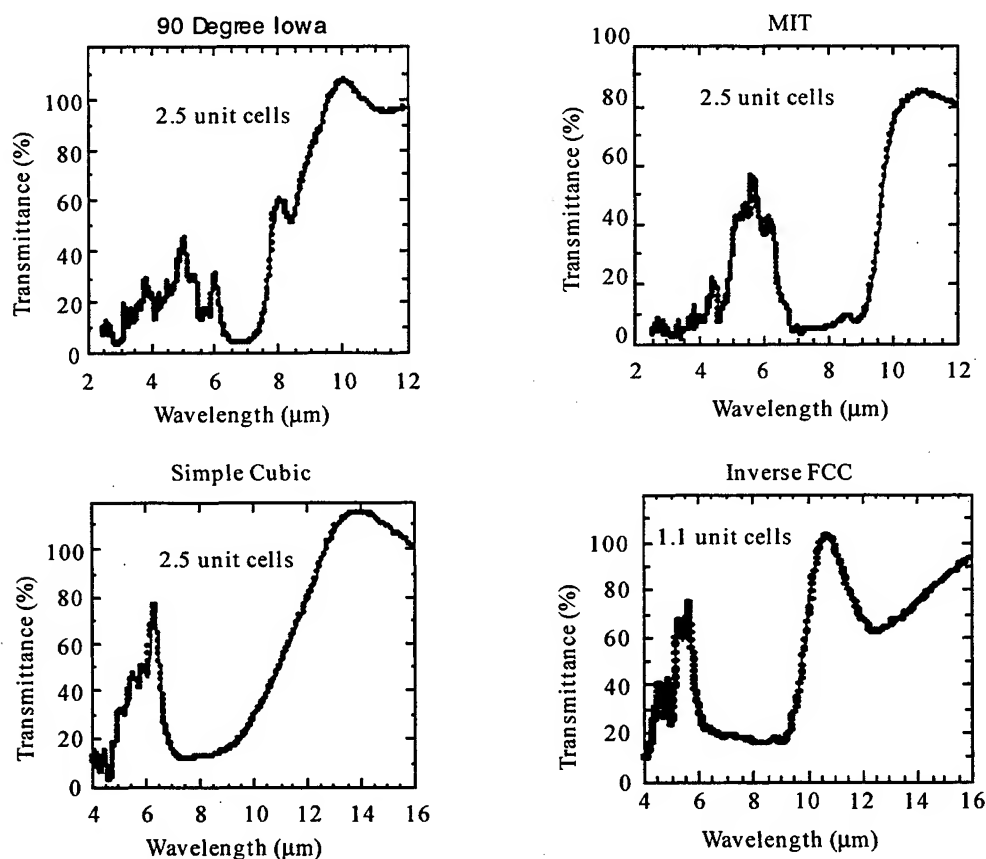 90 Degree Iowa
2.5 unit cells
Transmittance (%)
100
80
60
40
20
0
2 4 6 8 10 12
Wavelength (μm)
MIT
2.5 unit cells
Transmittance (%)
100
80
60
40
20
0
2 4 6 8 10 12
Wavelength (μm)
Simple Cubic
2.5 unit cells
Transmittance (%)
100
80
60
40
20
0
4 6 8 10 12 14 16
Wavelength (μm)
Inverse FCC
1.1 unit cells
Transmittance (%)
100
80
60
40
20
0
4 6 8 10 12 14 16
Wavelength (μm)